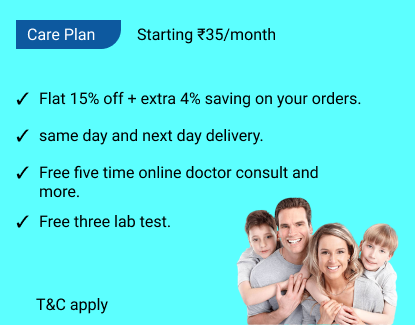 Care Plan Starting ₹35/month
✓ Flat 15% off + extra 4% saving on your orders.
✓ same day and next day delivery.
✓ Free five time online doctor consult and
more.
✓ Free three lab test.
T&C apply